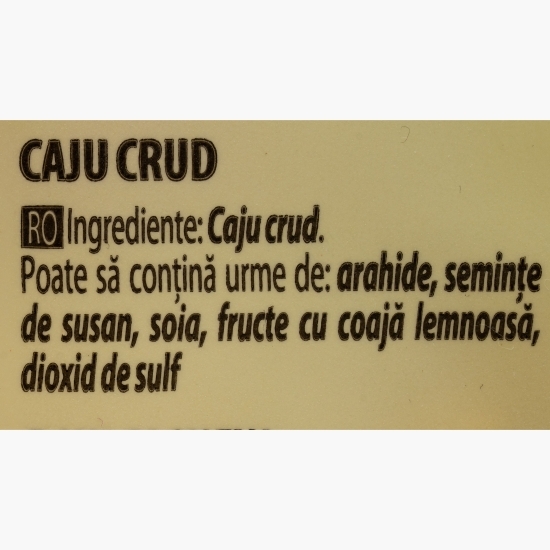 CAJU CRUD
RO Ingrediente: Caju crud.
Poate să conțină urme de: arahide, semințe
de susan, soia, fructe cu coajă lemnoasă,
dioxid de sulf